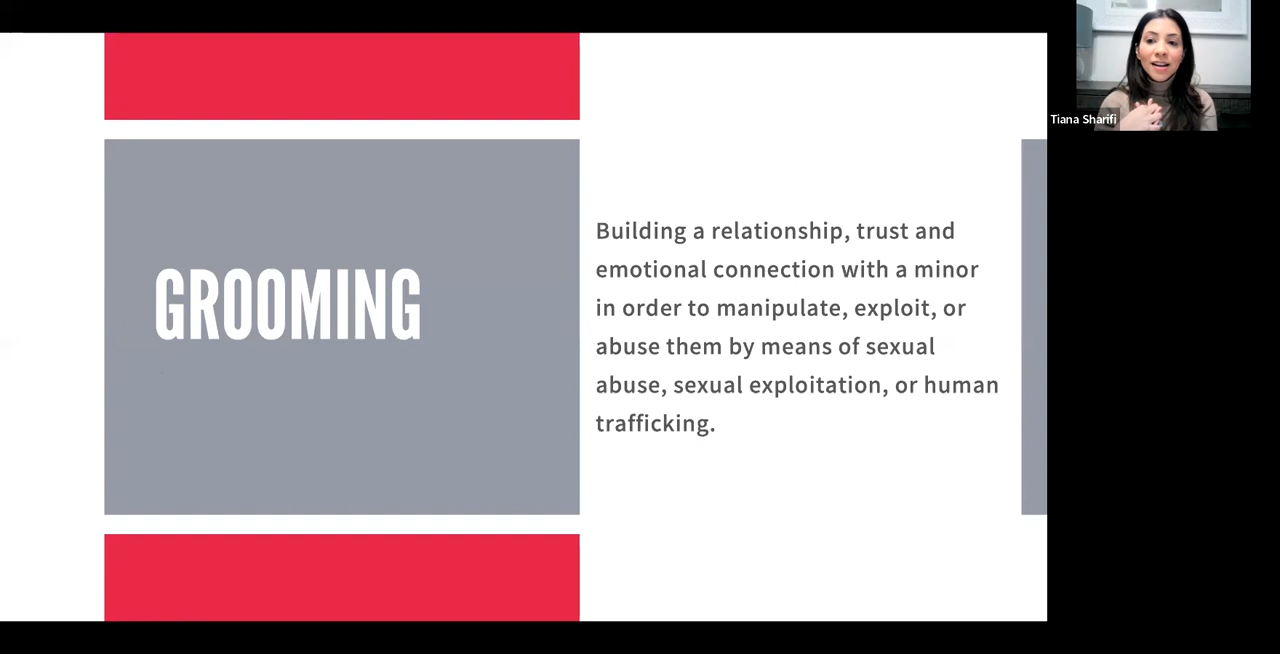 GROOMING
Building a relationship, trust and
emotional connection with a minor
in order to manipulate, exploit, or
abuse them by means of sexual
abuse, sexual exploitation, or human
trafficking.
Tiana Sharifi